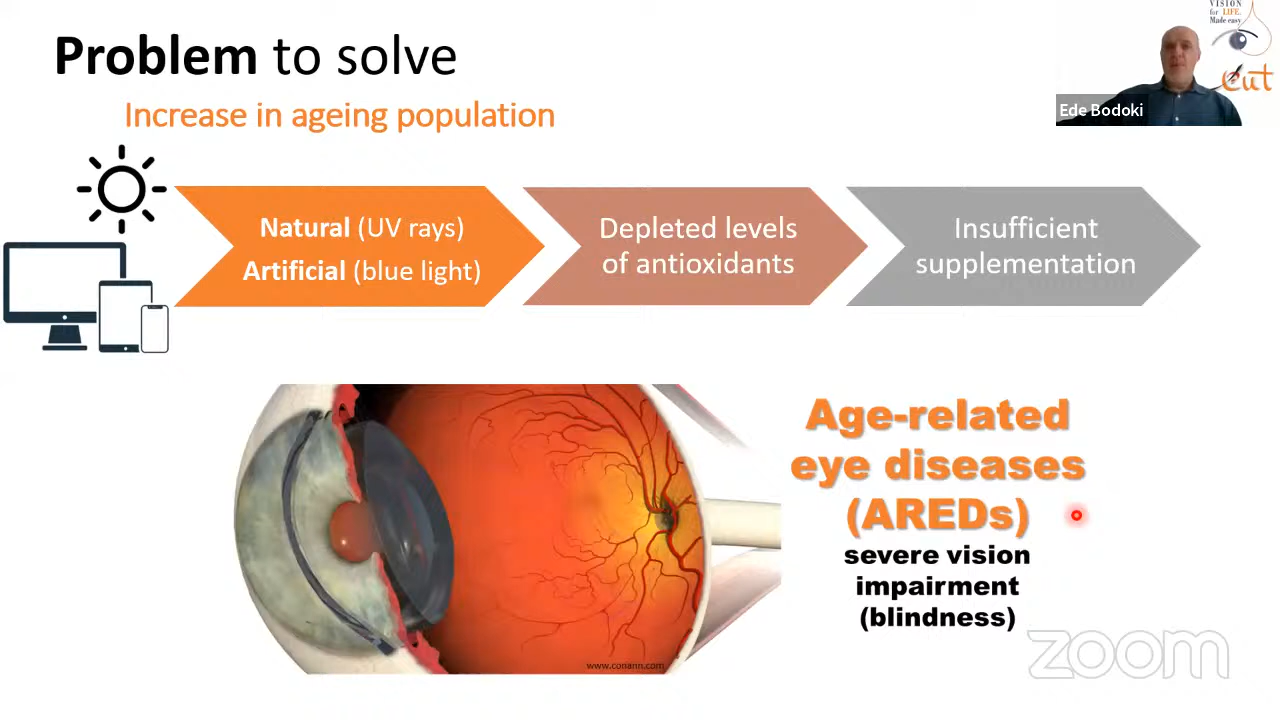 Problem to solve
Increase in ageing population
VISION
for LIFE.
Made easy
cut
Ede Bodoki
Natural (UV rays)
Artificial (blue light)
Depleted levels
of antioxidants
Insufficient
supplementation
Age-related
eye diseases
(AREDs)
severe vision
impairment
(blindness)
www.conann.com
zoom